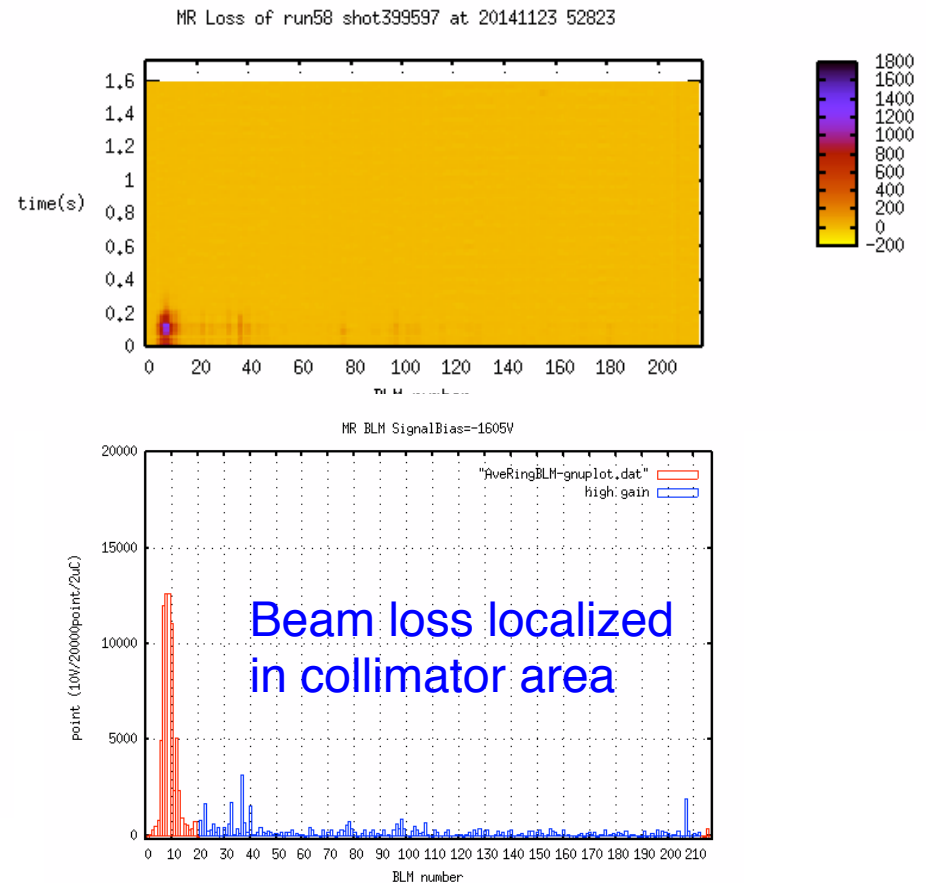 MR Loss of run58 shot399597 at 20141123 52823
1.6
1.4
1.2
1
0.8
0.6
0.4
0.2
0
time(s)
0 20 40 60 80 100 120 140 160 180 200
BLM number
1800
1600
1400
1200
1000
800
600
400
200
0
-200
MR BLM SignalBias=-1605V
"AveRingBLM-gnuplot.dat"
high gain
20000
15000
10000
5000
0
point (10V/20000point/2uC)
Beam loss localized
in collimator area
0 10 20 30 40 50 60 70 80 90 100 110 120 130 140 150 160 170 180 190 200 210
BLM number